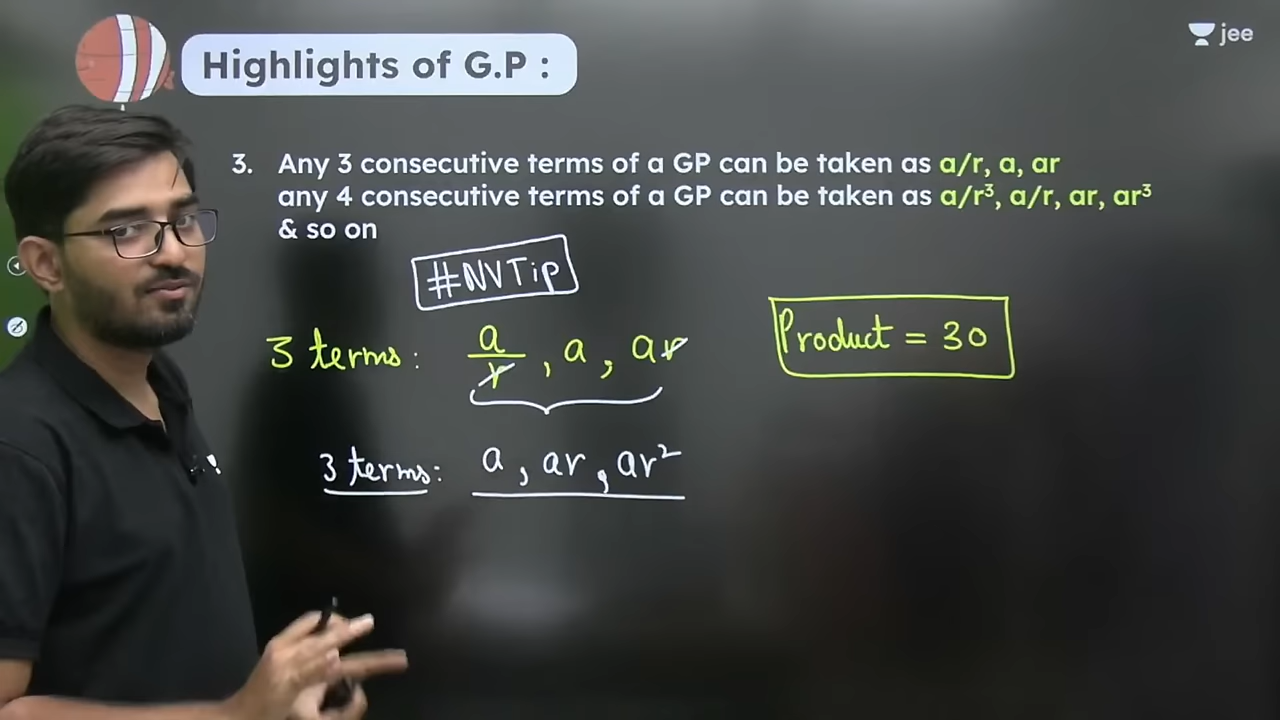 jee
Highlights of G.P :
3. Any 3 consecutive terms of a GP can be taken as a/r, a, ar
any 4 consecutive terms of a GP can be taken as a/r³, a/r, ar, ar³
& so on
#NVTip
3 terms: a/r, a, ar
Product = 30
3 terms: a, ar, ar²